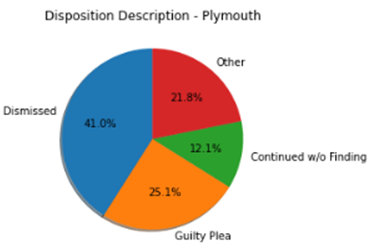 Disposition Description - Plymouth
Other
21.8%
Dismissed
41.0%
12.1%
Continued w/o Finding
25.1%
Guilty Plea